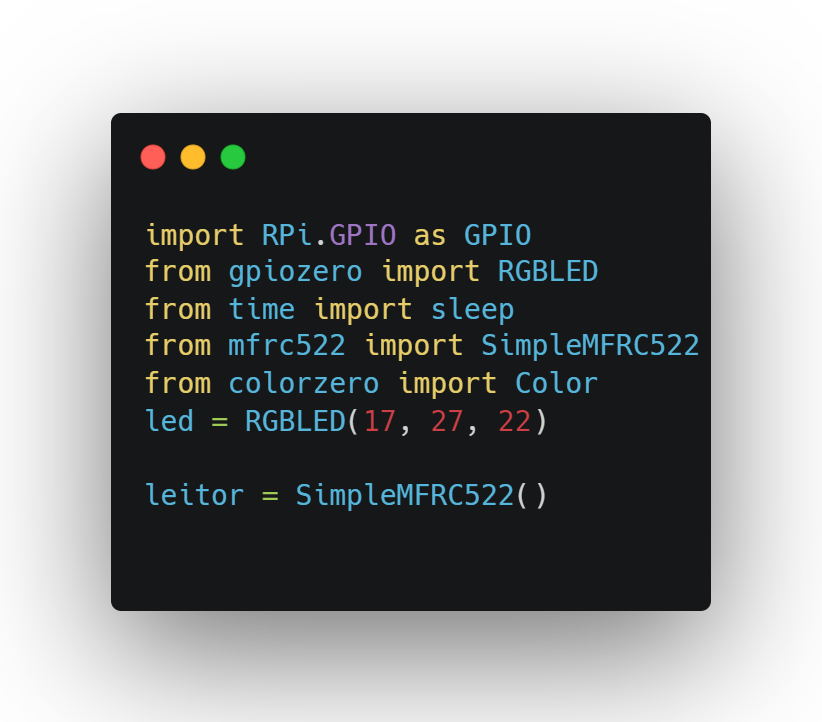 import RPi.GPIO as GPIO
from gpiozero import RGBLED
from time import sleep
from mfrc522 import SimpleMFRC522
from colorzero import Color
led = RGBLED(17, 27, 22)
leitor = SimpleMFRC522()